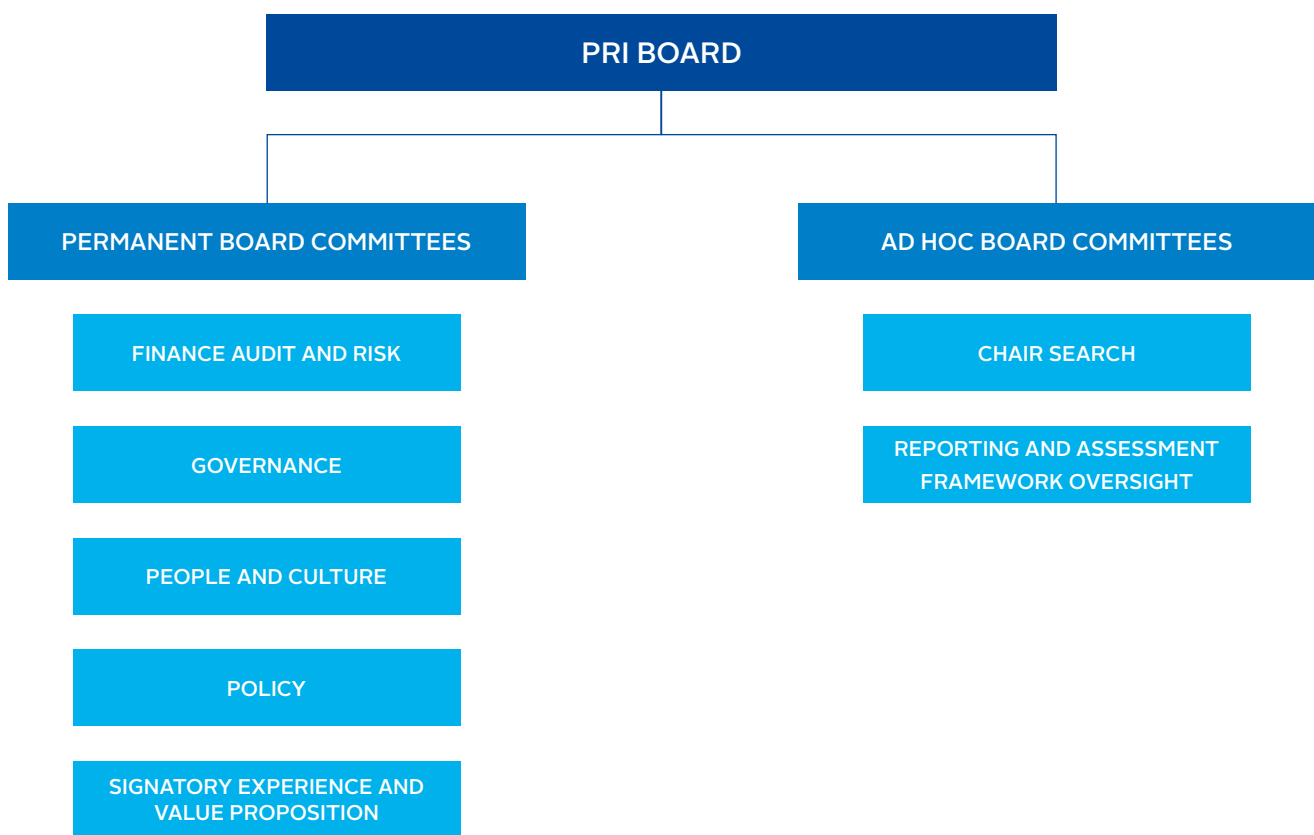 PRI BOARD
PERMANENT BOARD COMMITTEES
FINANCE AUDIT AND RISK
GOVERNANCE
PEOPLE AND CULTURE
POLICY
SIGNATORY EXPERIENCE AND
VALUE PROPOSITION
AD HOC BOARD COMMITTEES
CHAIR SEARCH
REPORTING AND ASSESSMENT
FRAMEWORK OVERSIGHT